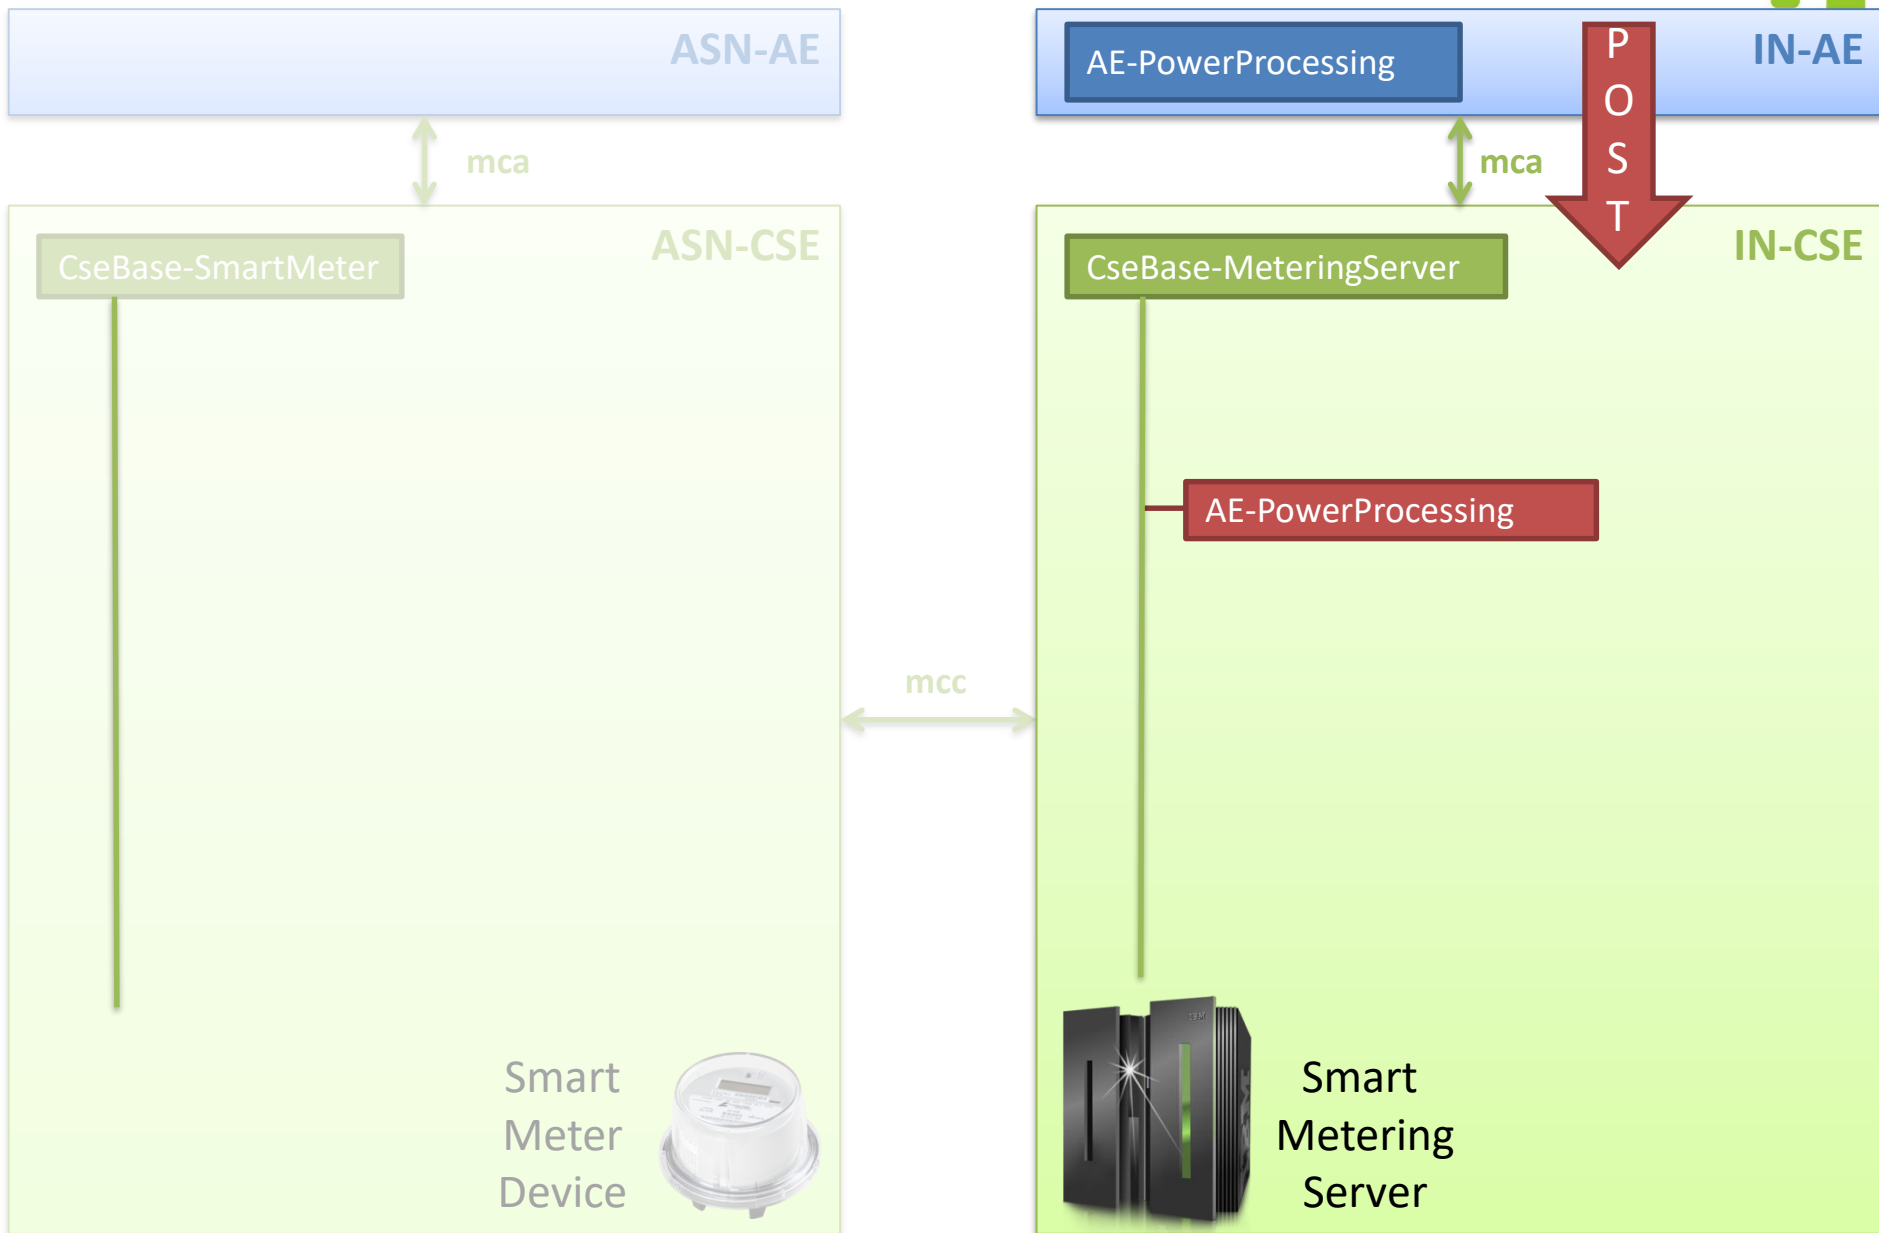 ASN-AE
mca
ASN-CSE
CseBase-SmartMeter
Smart
Meter
Device
mcc
AE-PowerProcessing
IN-AE
P
O
S
T
mca
IN-CSE
CseBase-MeteringServer
AE-PowerProcessing
IBM
Smart
Metering
Server